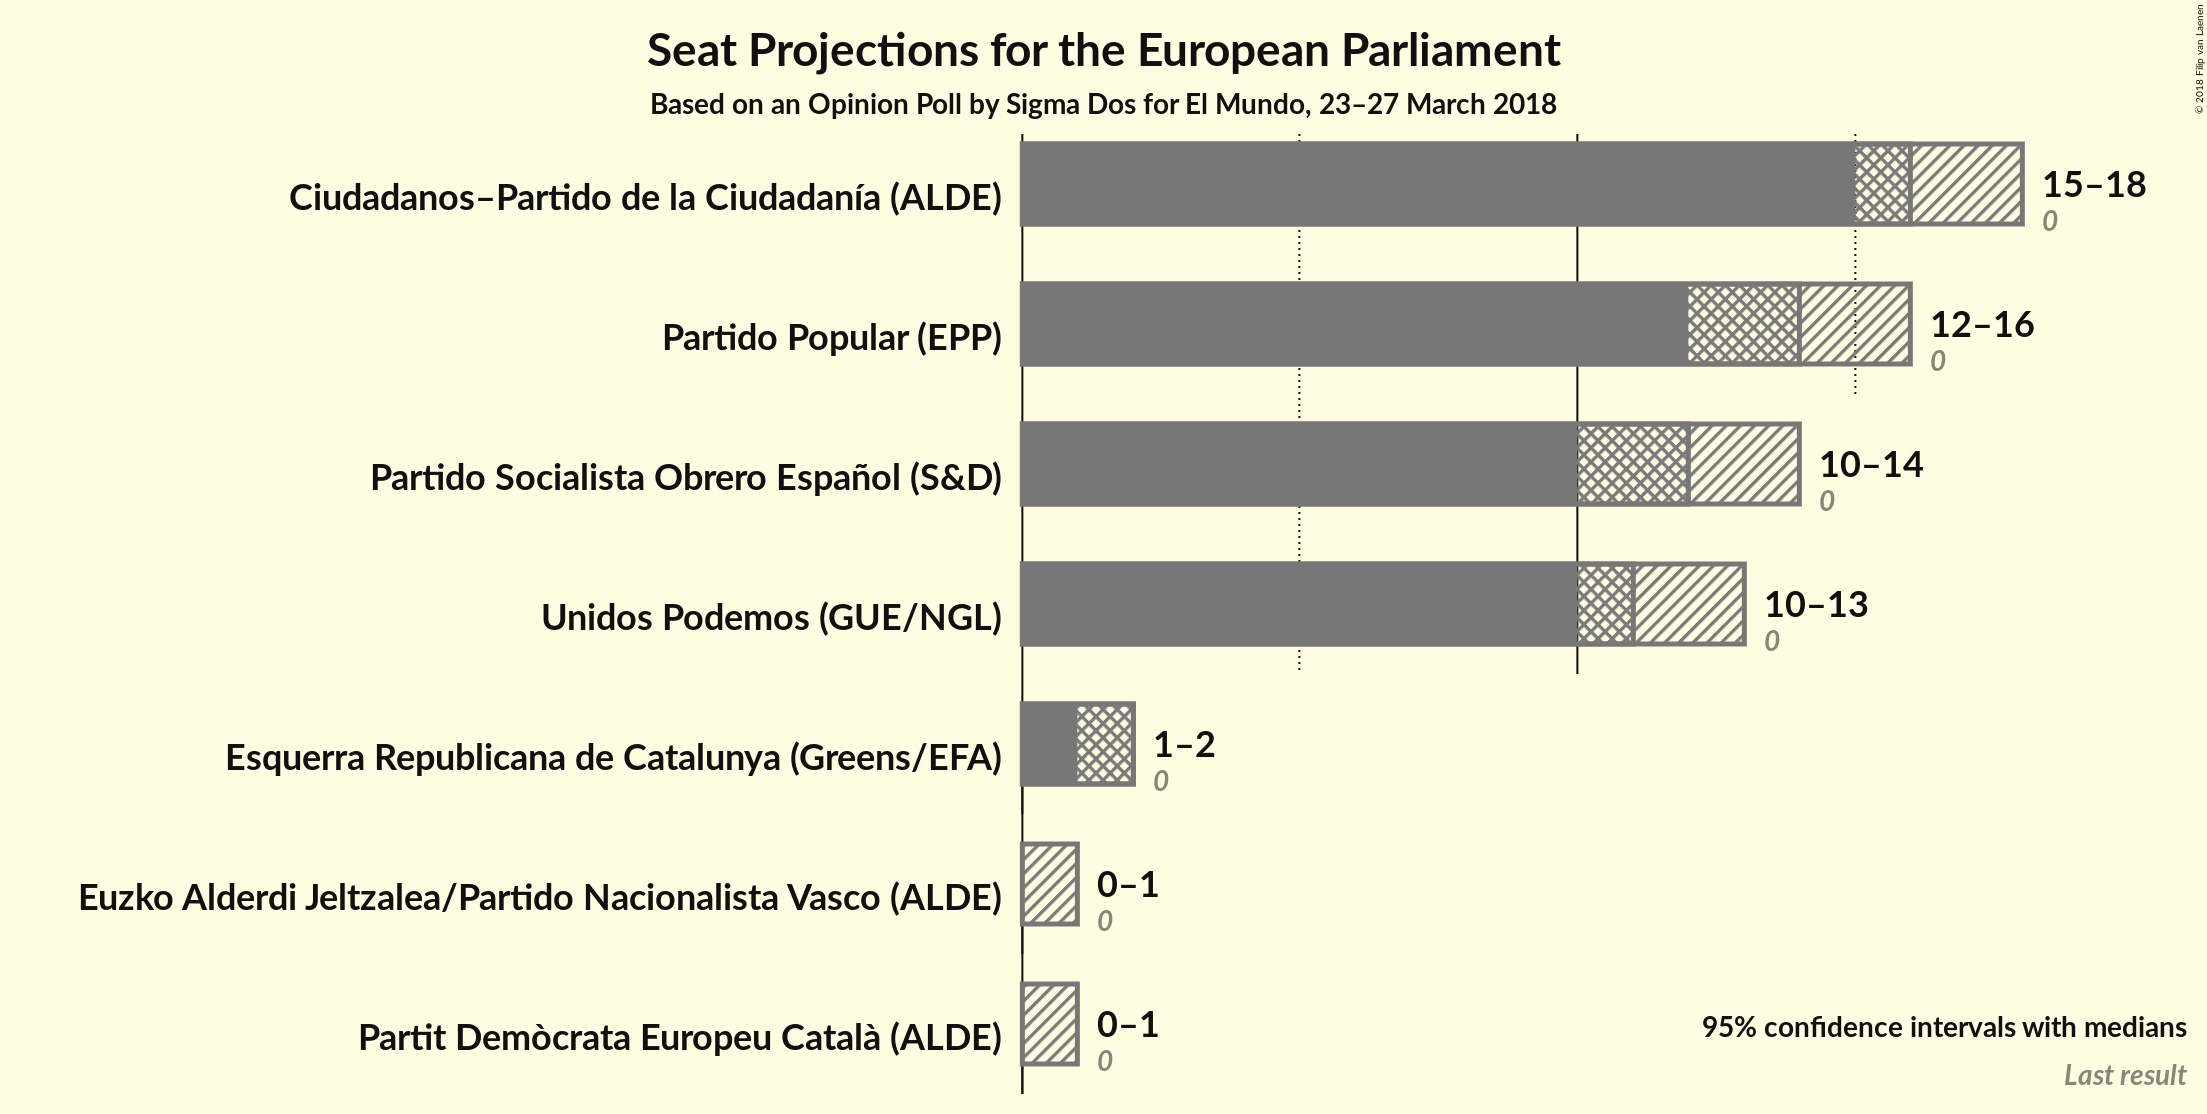 Seat Projections for the European Parliament
Based on an Opinion Poll by Sigma Dos for El Mundo, 23–27 March 2018
© 2018 Filip van Laenen
Ciudadanos–Partido de la Ciudadanía (ALDE)
15–18
0
Partido Popular (EPP)
12–16
0
Partido Socialista Obrero Español (S&D)
10–14
0
Unidos Podemos (GUE/NGL)
10–13
0
Esquerra Republicana de Catalunya (Greens/EFA)
1–2
0
Euzko Alderdi Jeltzalea/Partido Nacionalista Vasco (ALDE)
0–1
0
Partit Demòcrata Europeu Català (ALDE)
0–1
0
95% confidence intervals with medians
Last result